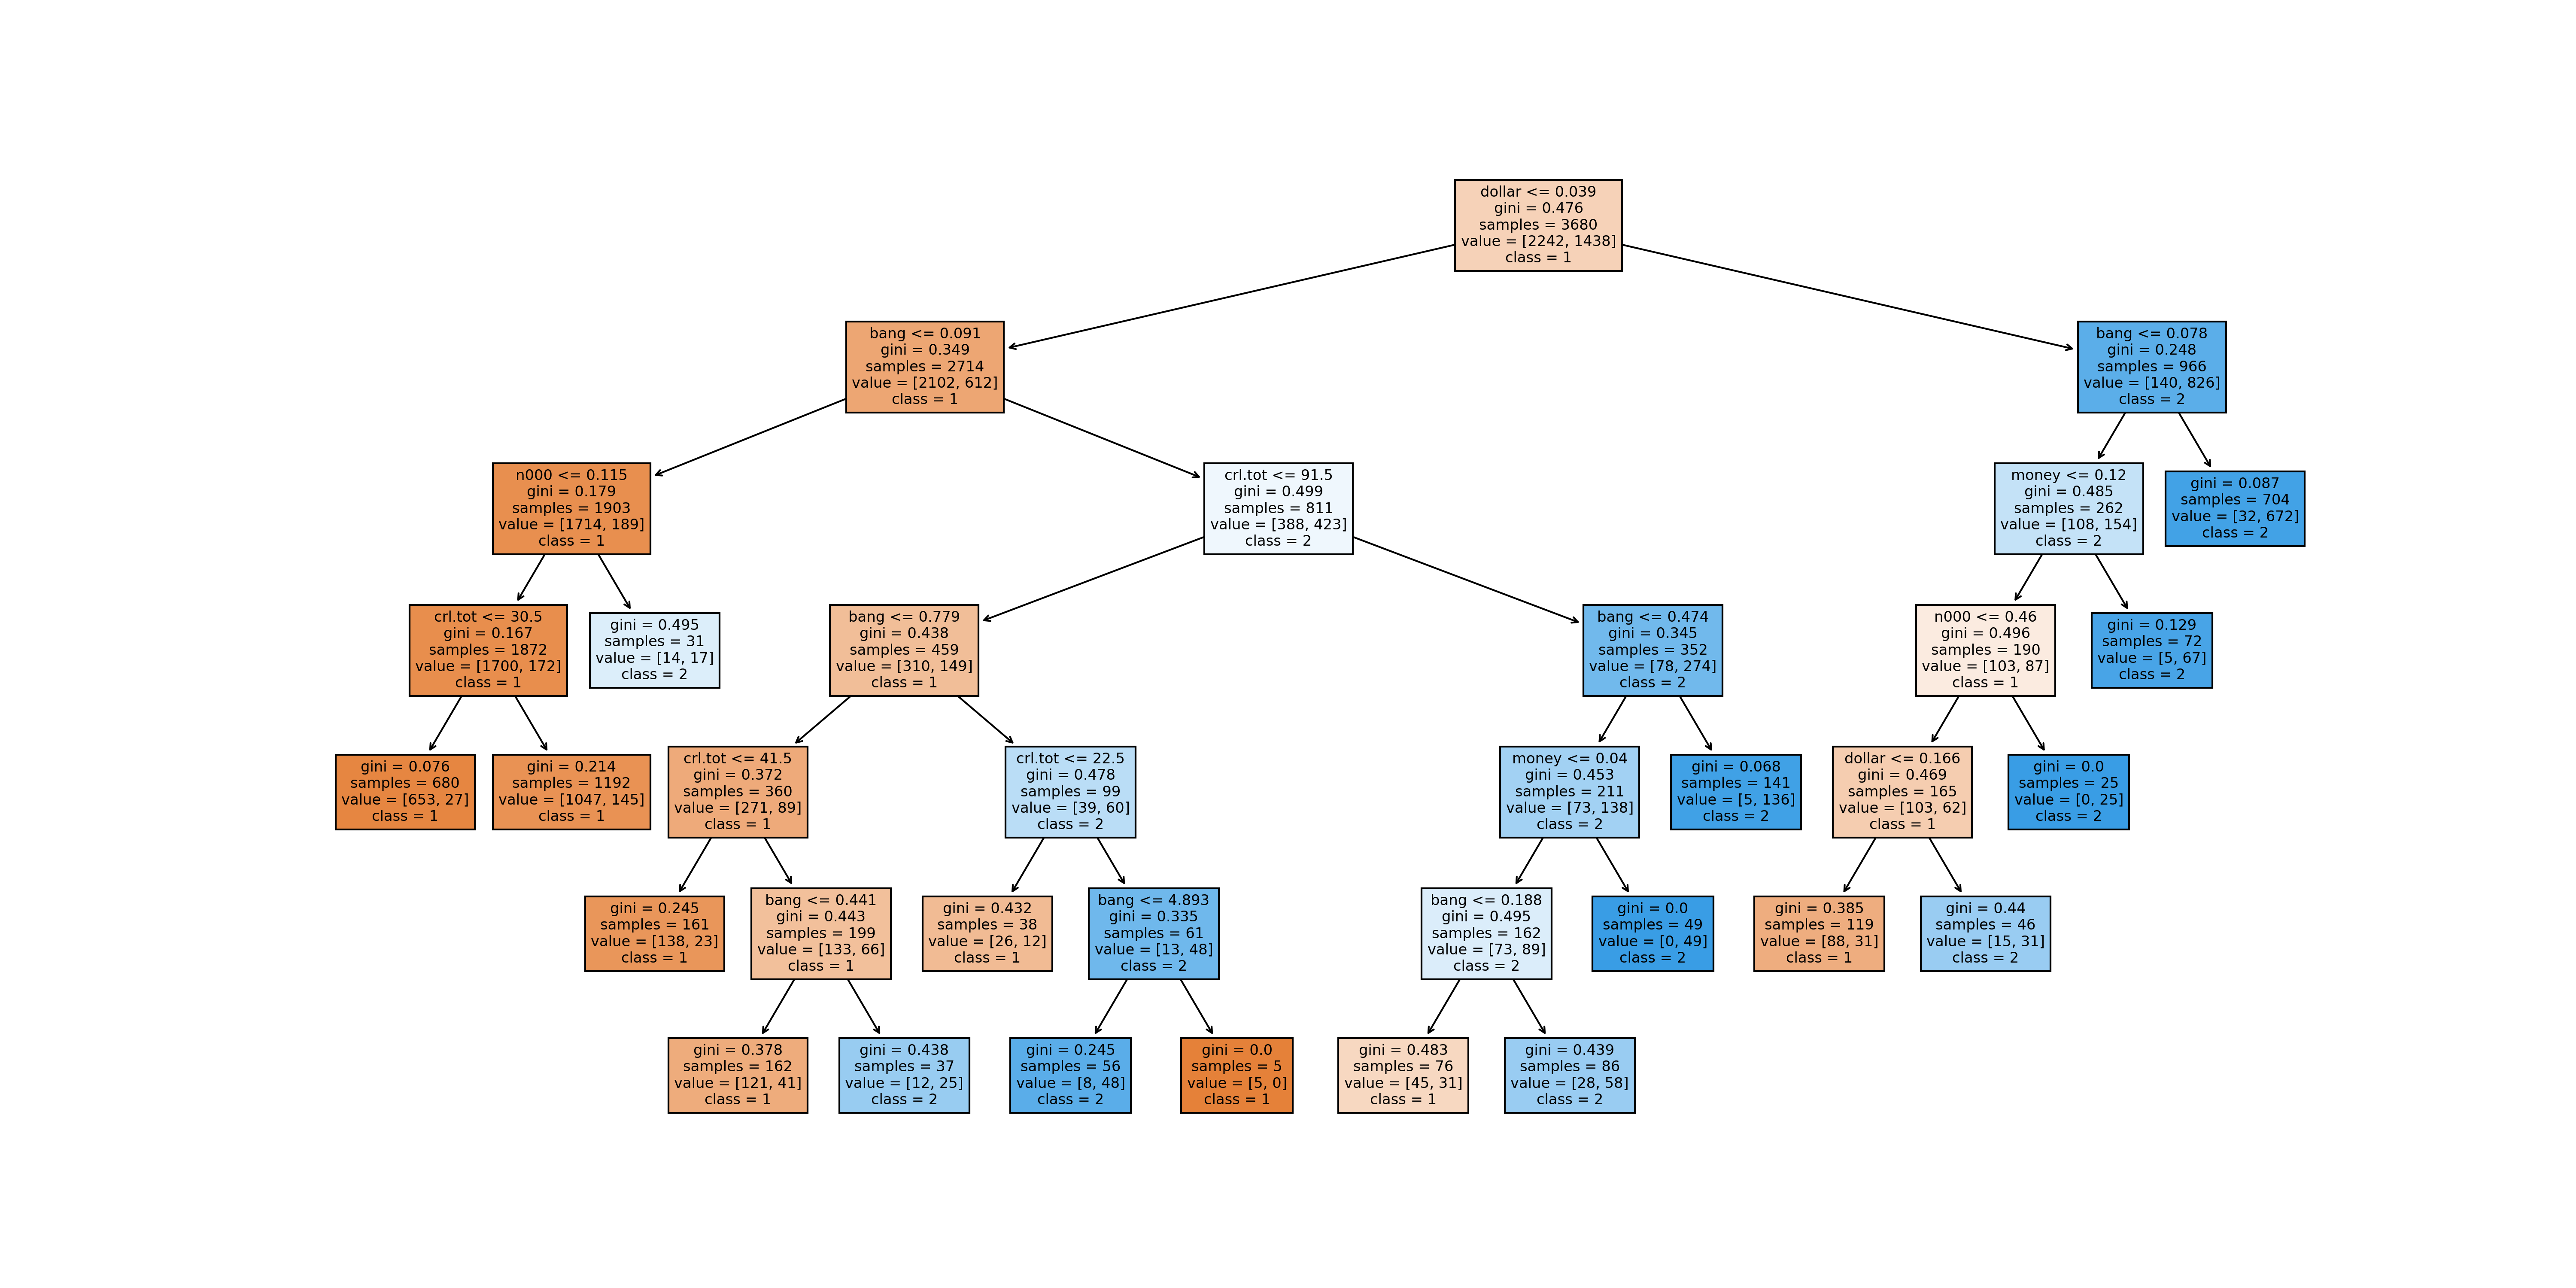 dollar <= 0.039
gini = 0.476
samples = 3680
value = [2242, 1438]
class = 1
bang <= 0.091
gini = 0.349
samples = 2714
value = [2102, 612]
class = 1
bang <= 0.078
gini = 0.248
samples = 966
value = [140, 826]
class = 2
n000 <= 0.115
gini = 0.179
samples = 1903
value = [1714, 189]
class = 1
crl.tot <= 91.5
gini = 0.499
samples = 811
value = [388, 423]
class = 2
money <= 0.12
gini = 0.485
samples = 262
value = [108, 154]
class = 2
gini = 0.087
samples = 704
value = [32, 672]
class = 2
crl.tot <= 30.5
gini = 0.167
samples = 1872
value = [1700, 172]
class = 1
gini = 0.495
samples = 31
value = [14, 17]
class = 2
bang <= 0.779
gini = 0.438
samples = 459
value = [310, 149]
class = 1
bang <= 0.474
gini = 0.345
samples = 352
value = [78, 274]
class = 2
n000 <= 0.46
gini = 0.496
samples = 190
value = [103, 87]
class = 1
gini = 0.129
samples = 72
value = [5, 67]
class = 2
gini = 0.076
samples = 680
value = [653, 27]
class = 1
gini = 0.214
samples = 1192
value = [1047, 145]
class = 1
crl.tot <= 41.5
gini = 0.372
samples = 360
value = [271, 89]
class = 1
crl.tot <= 22.5
gini = 0.478
samples = 99
value = [39, 60]
class = 2
money <= 0.04
gini = 0.453
samples = 211
value = [73, 138]
class = 2
gini = 0.068
samples = 141
value = [5, 136]
class = 2
dollar <= 0.166
gini = 0.469
samples = 165
value = [103, 62]
class = 1
gini = 0.0
samples = 25
value = [0, 25]
class = 2
gini = 0.245
samples = 161
value = [138, 23]
class = 1
bang <= 0.441
gini = 0.443
samples = 199
value = [133, 66]
class = 1
gini = 0.432
samples = 38
value = [26, 12]
class = 1
bang <= 4.893
gini = 0.335
samples = 61
value = [13, 48]
class = 2
bang <= 0.188
gini = 0.495
samples = 162
value = [73, 89]
class = 2
gini = 0.0
samples = 49
value = [0, 49]
class = 2
gini = 0.385
samples = 119
value = [88, 31]
class = 1
gini = 0.44
samples = 46
value = [15, 31]
class = 2
gini = 0.378
samples = 162
value = [121, 41]
class = 1
gini = 0.438
samples = 37
value = [12, 25]
class = 2
gini = 0.245
samples = 56
value = [8, 48]
class = 2
gini = 0.0
samples = 5
value = [5, 0]
class = 1
gini = 0.483
samples = 76
value = [45, 31]
class = 1
gini = 0.439
samples = 86
value = [28, 58]
class = 2